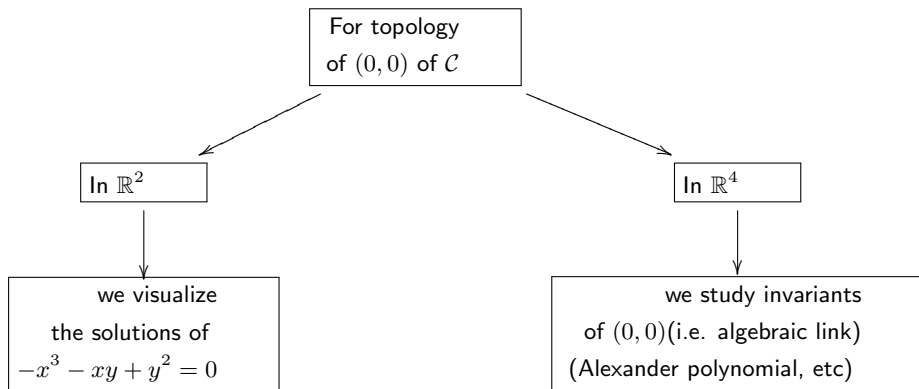 For topology
of (0, 0) of 𝒞
In ℝ²
In ℝ⁴
we visualize
the solutions of
−x³ − xy + y² = 0
we study invariants
of (0, 0)(i.e. algebraic link)
(Alexander polynomial, etc)